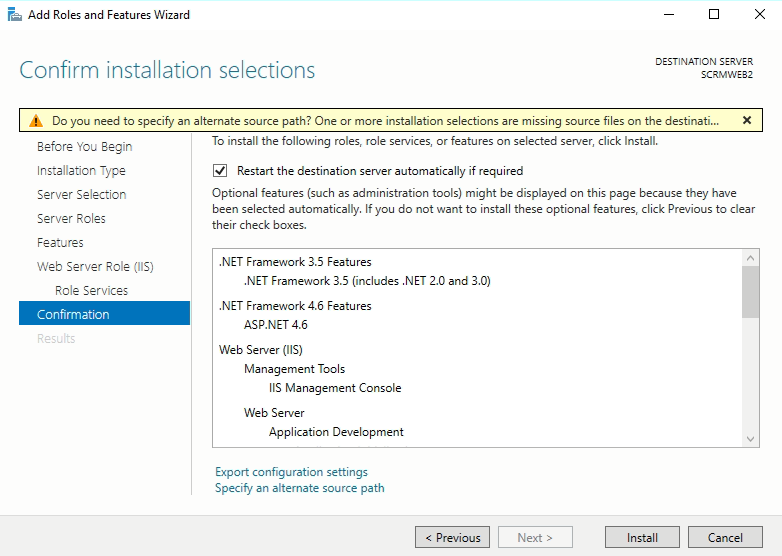 Add Roles and Features Wizard
Confirm installation selections
DESTINATION SERVER
SCRMWEB2
Do you need to specify an alternate source path? One or more installation selections are missing source files on the destinati...
Before You Begin
Installation Type
Server Selection
Server Roles
Features
Web Server Role (IIS)
Role Services
Confirmation
Results
To install the following roles, role services, or features on selected server, click Install.
Restart the destination server automatically if required
Optional features (such as administration tools) might be displayed on this page because they have
been selected automatically. If you do not want to install these optional features, click Previous to clear
their check boxes.
.NET Framework 3.5 Features
.NET Framework 3.5 (includes .NET 2.0 and 3.0)
.NET Framework 4.6 Features
ASP.NET 4.6
Web Server (IIS)
Management Tools
IIS Management Console
Web Server
Application Development
Export configuration settings
Specify an alternate source path
< Previous
Next >
Install
Cancel